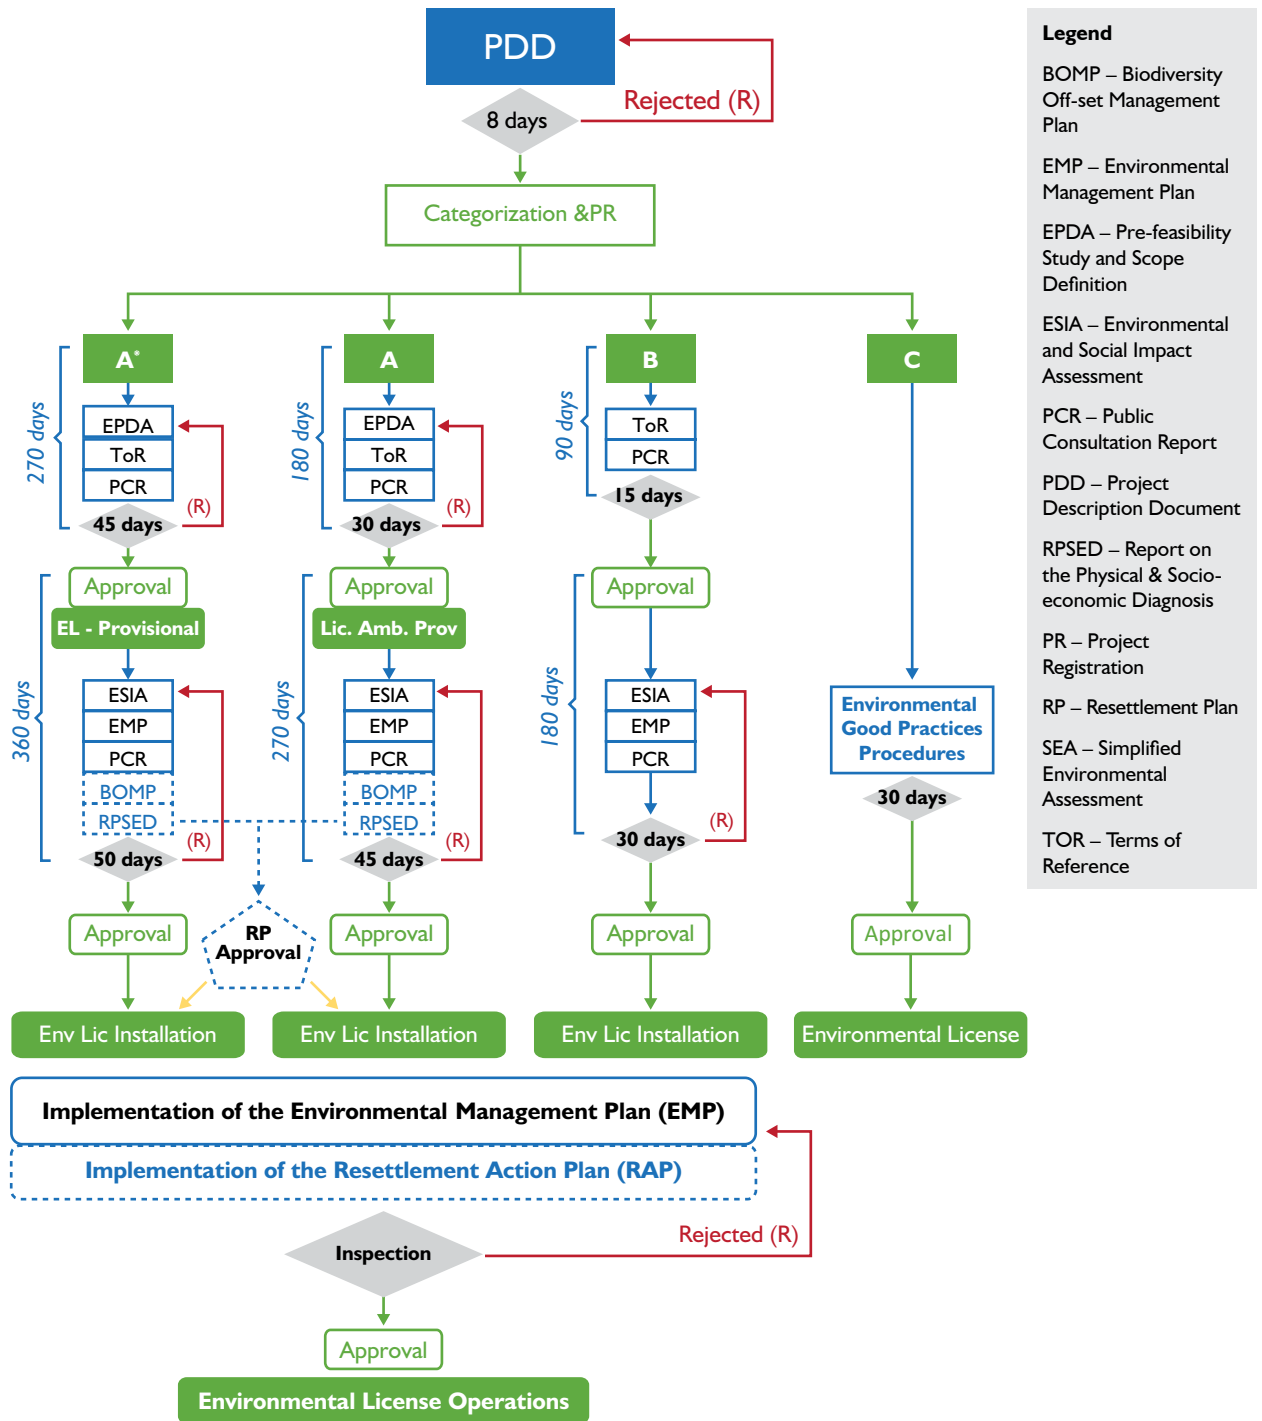 PDD
Rejected (R)
8 days
Categorization &PR
A*
A
B
C
270 days
EPDA
ToR
PCR
45 days
(R)
180 days
EPDA
ToR
PCR
30 days
(R)
90 days
ToR
PCR
15 days
360 days
Approval
EL - Provisional
ESIA
EMP
PCR
BOMP
RPSED
50 days
(R)
270 days
Approval
Lic. Amb. Prov
ESIA
EMP
PCR
BOMP
RPSED
45 days
(R)
180 days
Approval
ESIA
EMP
PCR
30 days
(R)
Environmental
Good Practices
Procedures
30 days
Approval
RP
Approval
Approval
Approval
Approval
Env Lic Installation
Env Lic Installation
Env Lic Installation
Environmental License
Implementation of the Environmental Management Plan (EMP)
Implementation of the Resettlement Action Plan (RAP)
Rejected (R)
Inspection
Approval
Environmental License Operations
Legend
BOMP – Biodiversity
Off-set Management
Plan
EMP – Environmental
Management Plan
EPDA – Pre-feasibility
Study and Scope
Definition
ESIA – Environmental
and Social Impact
Assessment
PCR – Public
Consultation Report
PDD – Project
Description Document
RPSED – Report on
the Physical & Socio-
economic Diagnosis
PR – Project
Registration
RP – Resettlement Plan
SEA – Simplified
Environmental
Assessment
TOR – Terms of
Reference